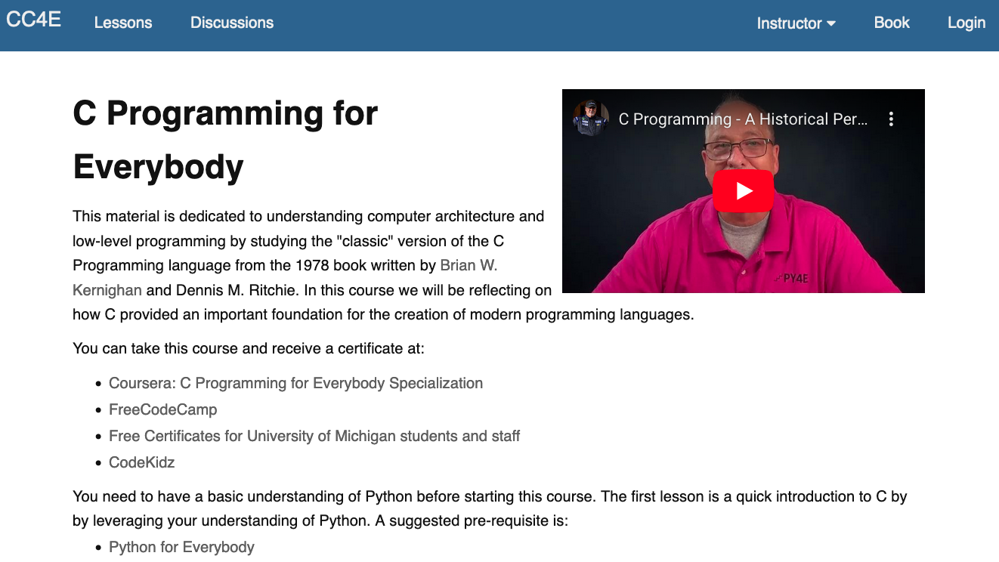 CC4E Lessons Discussions Instructor Book Login
C Programming for
Everybody
C Programming - A Historical Per...
PY4E
This material is dedicated to understanding computer architecture and
low-level programming by studying the "classic" version of the C
Programming language from the 1978 book written by Brian W.
Kernighan and Dennis M. Ritchie. In this course we will be reflecting on
how C provided an important foundation for the creation of modern programming languages.
You can take this course and receive a certificate at:
Coursera: C Programming for Everybody Specialization
FreeCodeCamp
Free Certificates for University of Michigan students and staff
CodeKidz
You need to have a basic understanding of Python before starting this course. The first lesson is a quick introduction to C by
by leveraging your understanding of Python. A suggested pre-requisite is:
Python for Everybody